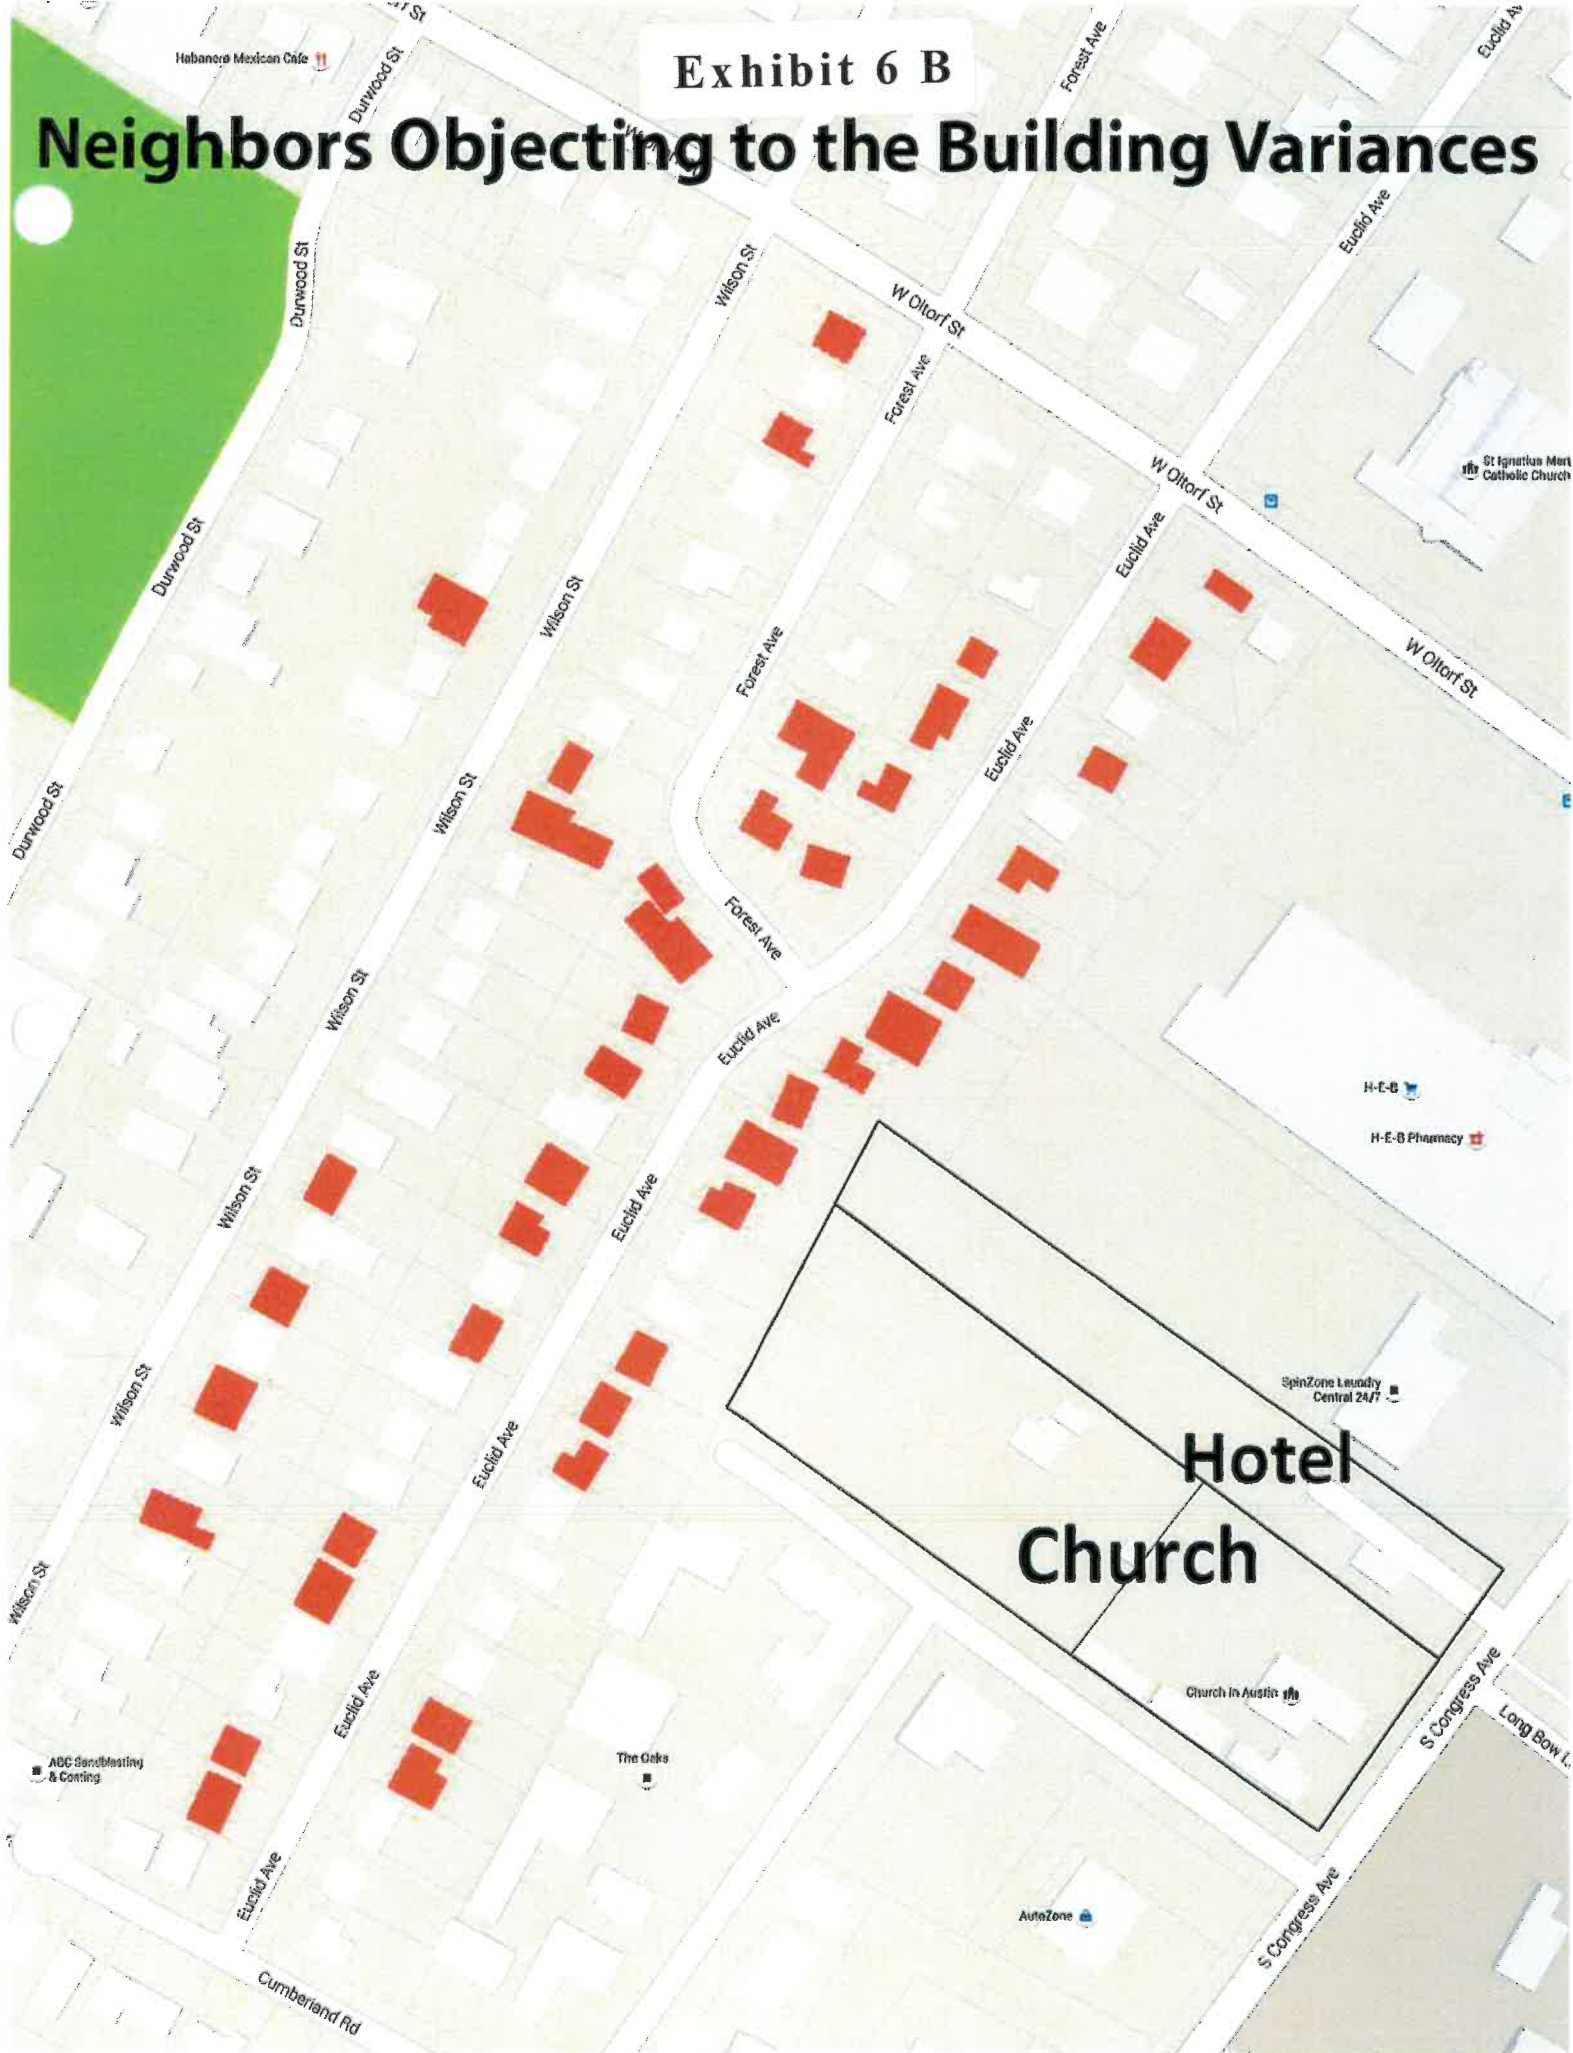 Exhibit 6 B
Neighbors Objecting to the Building Variances
Habanero Mexican Cafe
Durwood St
Forest Ave
Euclid Av
Durwood St
Wilson St
W Oltorf St
Euclid Ave
Forest Ave
W Oltorf St
St Ignatius Mart
Catholic Church
Durwood St
Wilson St
Euclid Ave
Forest Ave
W Oltorf St
Durwood St
Wilson St
Euclid Ave
Forest Ave
Wilson St
Euclid Ave
H-E-B
H-E-B Pharmacy
Wilson St
Euclid Ave
Wilson St
SpinZone Laundry
Central 24/7
Hotel
Euclid Ave
Church
Wilson St
Euclid Ave
Church in Austin
S Congress Ave
Long Bow L
ABC Sandblasting
& Coating
The Oaks
Euclid Ave
AutoZone
S Congress Ave
Cumberland Rd